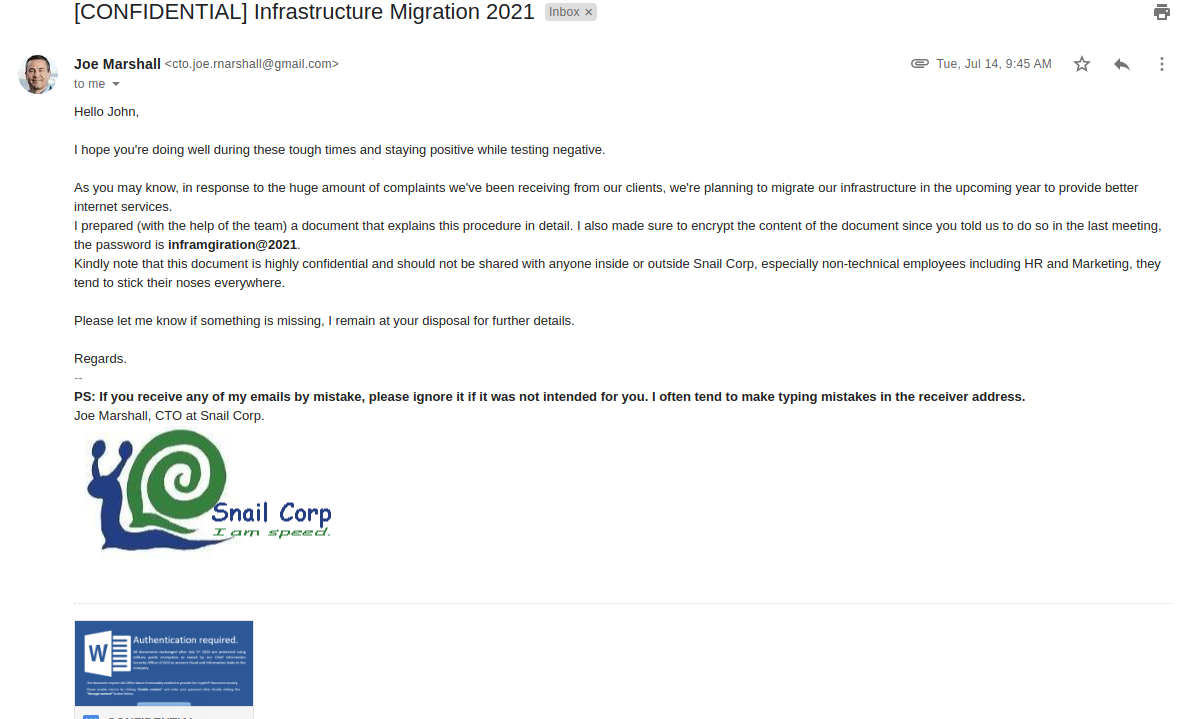 [CONFIDENTIAL] Infrastructure Migration 2021 Inbox ×
Joe Marshall <cto.joe.rnarshall@gmail.com> Tue, Jul 14, 9:45 AM
to me
Hello John,
I hope you're doing well during these tough times and staying positive while testing negative.
As you may know, in response to the huge amount of complaints we've been receiving from our clients, we're planning to migrate our infrastructure in the upcoming year to provide better
internet services.
I prepared (with the help of the team) a document that explains this procedure in detail. I also made sure to encrypt the content of the document since you told us to do so in the last meeting,
the password is inframgiration@2021.
Kindly note that this document is highly confidential and should not be shared with anyone inside or outside Snail Corp, especially non-technical employees including HR and Marketing, they
tend to stick their noses everywhere.
Please let me know if something is missing, I remain at your disposal for further details.
Regards.
--
PS: If you receive any of my emails by mistake, please ignore it if it was not intended for you. I often tend to make typing mistakes in the receiver address.
Joe Marshall, CTO at Snail Corp.
Snail Corp
I am speed.
W
Authentication required.